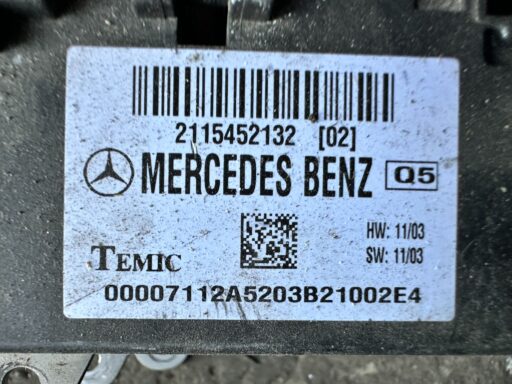 2115452132 [02]
MERCEDES BENZ Q5
HW: 11/03
TEMIC SW: 11/03
00007112A5203B21002E4